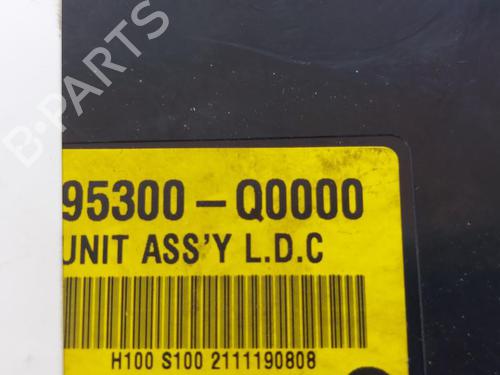 B-PARTS
95300-Q0000
UNIT ASS'Y L.D.C
H100 S100 2111190808